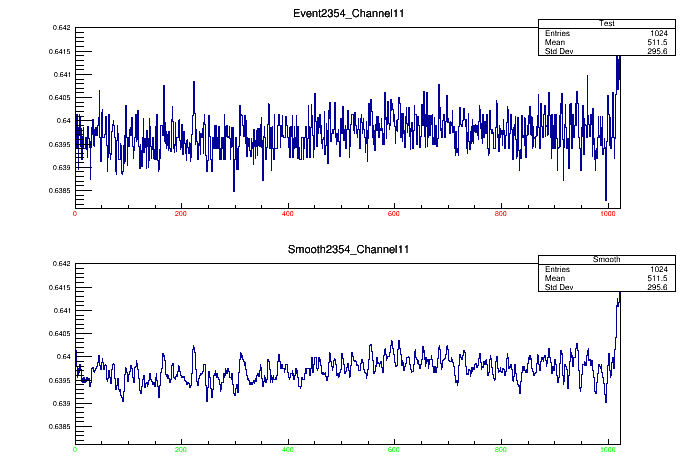 Event2354_Channel11
Test
Entries 1024
Mean 511.5
Std Dev 295.6
0.642
0.6415
0.641
0.6405
0.64
0.6395
0.639
0.6385
0 200 400 600 800 1000
Smooth2354_Channel11
Smooth
Entries 1024
Mean 511.5
Std Dev 295.6
0.642
0.6415
0.641
0.6405
0.64
0.6395
0.639
0.6385
0 200 400 600 800 1000